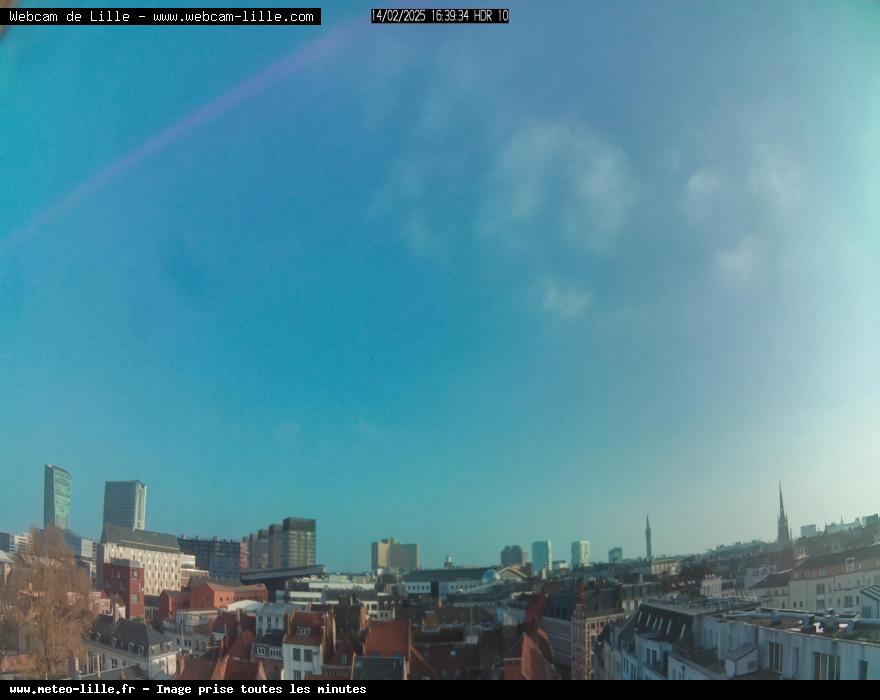 Webcam de Lille - www.webcam-lille.com
14/02/2025 16:39:34 HDR 10
www.meteo-lille.fr - Image prise toutes les minutes